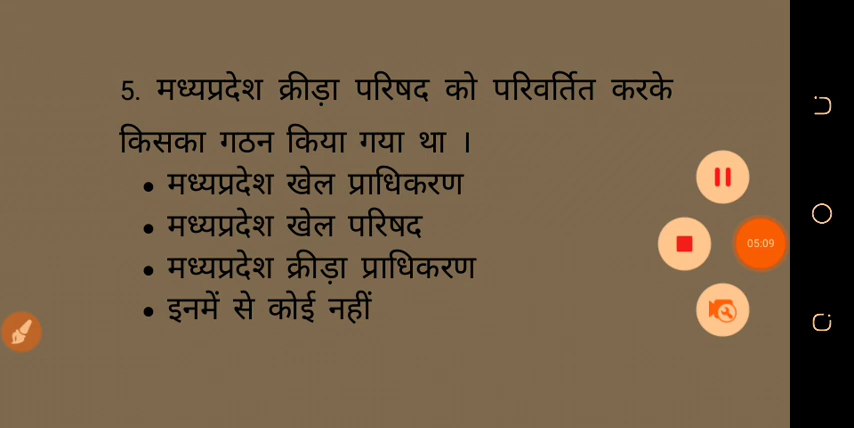 5. मध्यप्रदेश क्रीड़ा परिषद को परिवर्तित करके
किसका गठन किया गया था ।
• मध्यप्रदेश खेल प्राधिकरण
• मध्यप्रदेश खेल परिषद
• मध्यप्रदेश क्रीड़ा प्राधिकरण
• इनमें से कोई नहीं
05:09